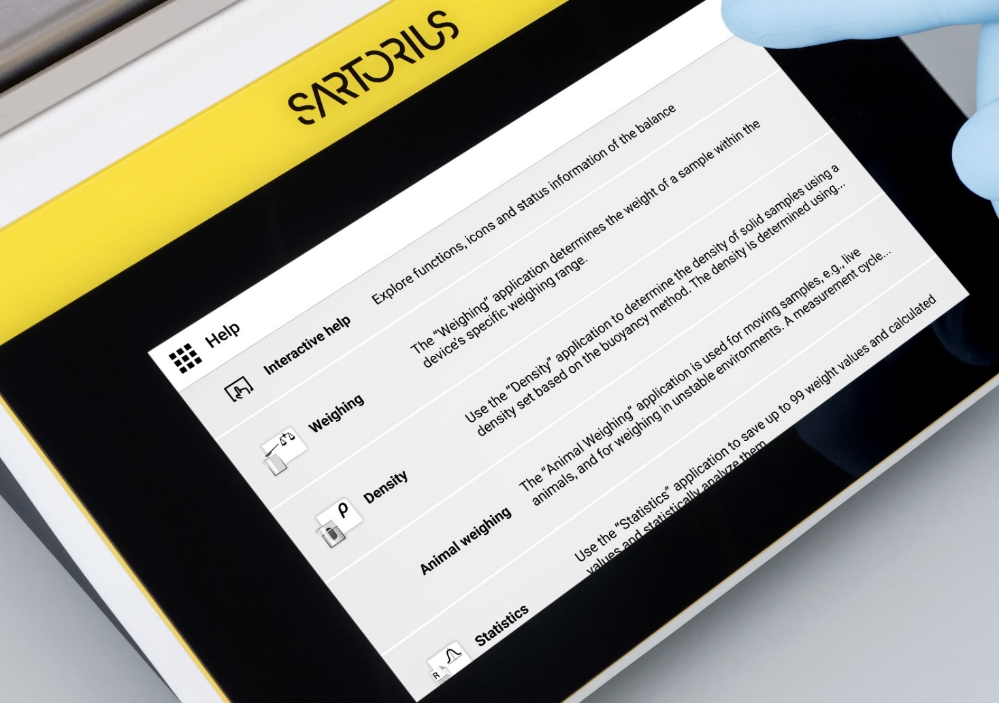 SARTORIUS
Help
Interactive help
Explore functions, icons and status information of the balance
Weighing
The “Weighing” application determines the weight of a sample within the
device's specific weighing range.
Density
ρ
Use the “Density” application to determine the density of solid samples using a
density set based on the buoyancy method. The density is determined using...
Animal weighing
The “Animal Weighing” application is used for moving samples, e.g., live
animals, and for weighing in unstable environments. A measurement cycle...
Statistics
R
Use the “Statistics” application to save up to 99 weight values and calculated
values and statistically analyze them